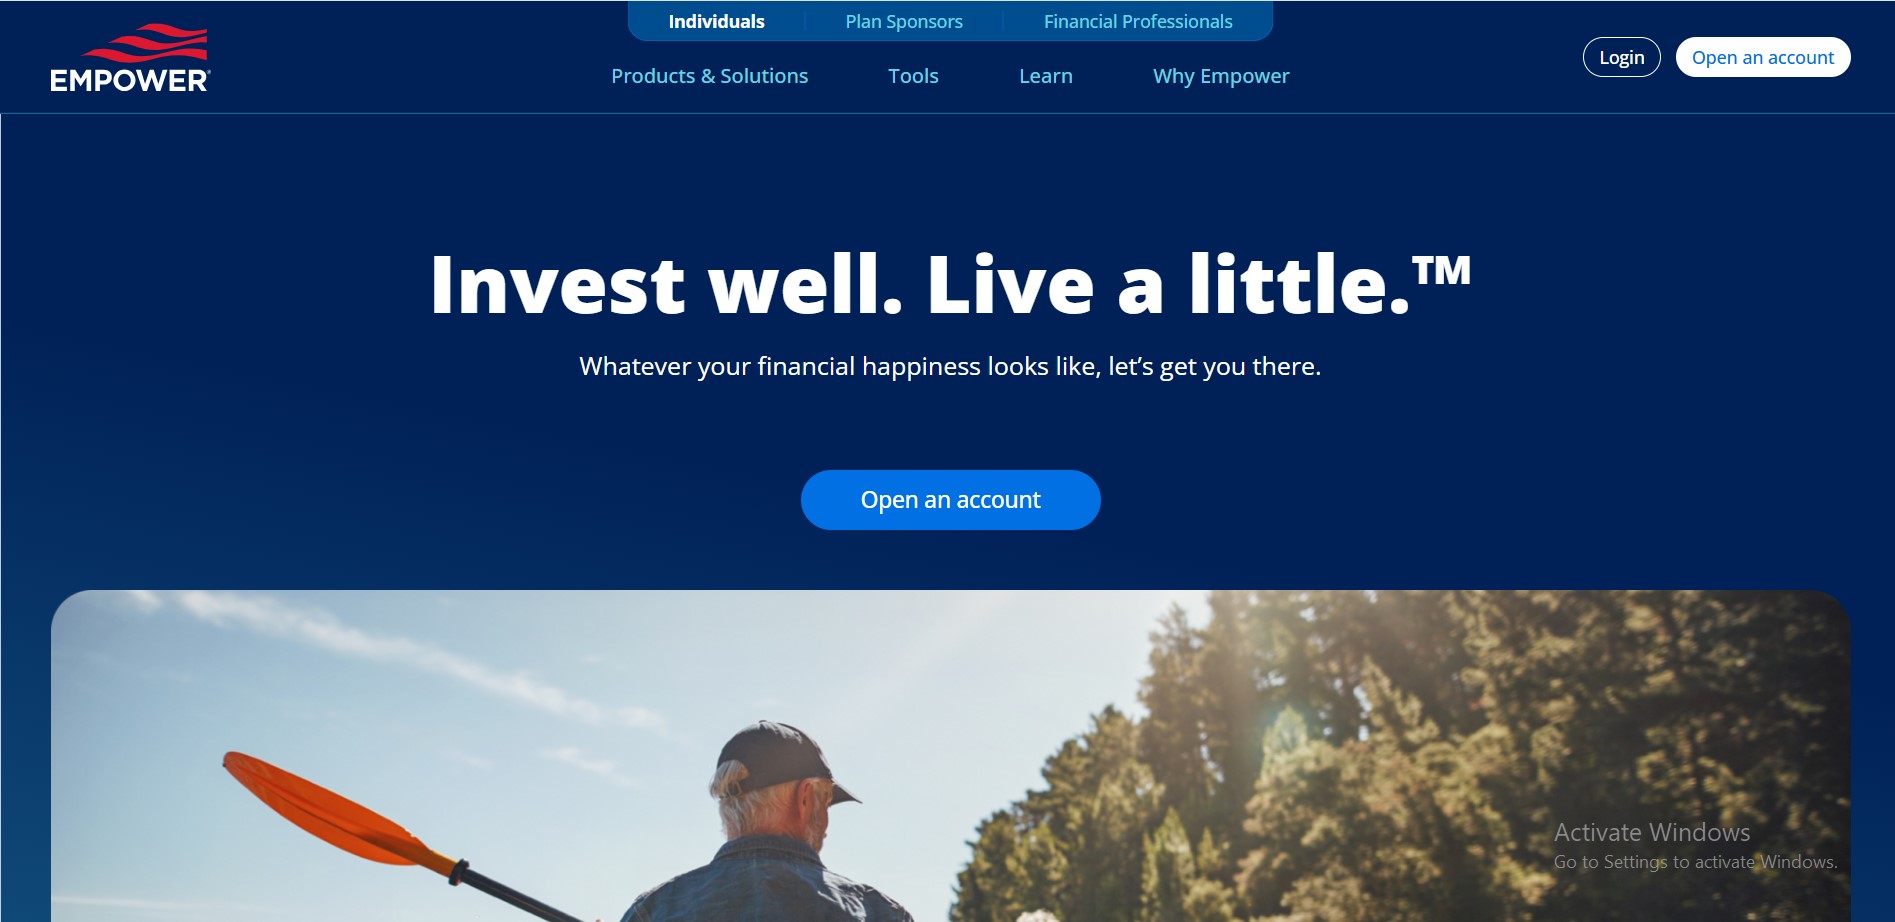 Individuals
Plan Sponsors
Financial Professionals
EMPOWER®
Products & Solutions
Tools
Learn
Why Empower
Login
Open an account
Invest well. Live a little.™
Whatever your financial happiness looks like, let’s get you there.
Open an account
Activate Windows
Go to Settings to activate Windows.